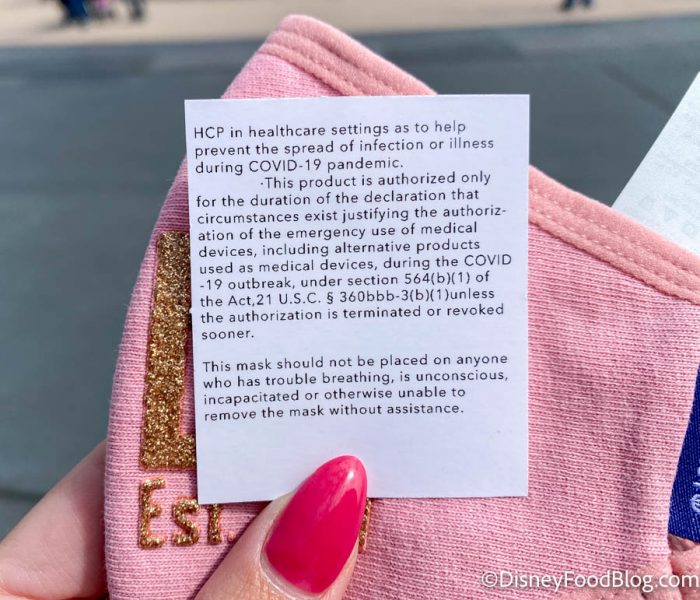 HCP in healthcare settings as to help
prevent the spread of infection or illness
during COVID-19 pandemic.
·This product is authorized only
for the duration of the declaration that
circumstances exist justifying the authoriz-
ation of the emergency use of medical
devices, including alternative products
used as medical devices, during the COVID
-19 outbreak, under section 564(b)(1) of
the Act,21 U.S.C. § 360bbb-3(b)(1)unless
the authorization is terminated or revoked
sooner.
This mask should not be placed on anyone
who has trouble breathing, is unconscious,
incapacitated or otherwise unable to
remove the mask without assistance.
Est.
©DisneyFoodBlog.com